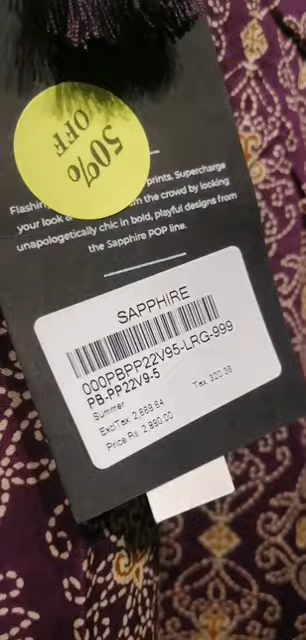 50%
OFF
Flashin prints. Supercharge
your look & m the crowd by looking
unapologetically chic in bold, playful designs from
the Sapphire POP line.
SAPPHIRE
000PBPP22V95-LRG-999
PB-PP22V9-5
Summer
ExclTax: 2,669.64 Tax: 320.36
Price Rs. 2,990.00